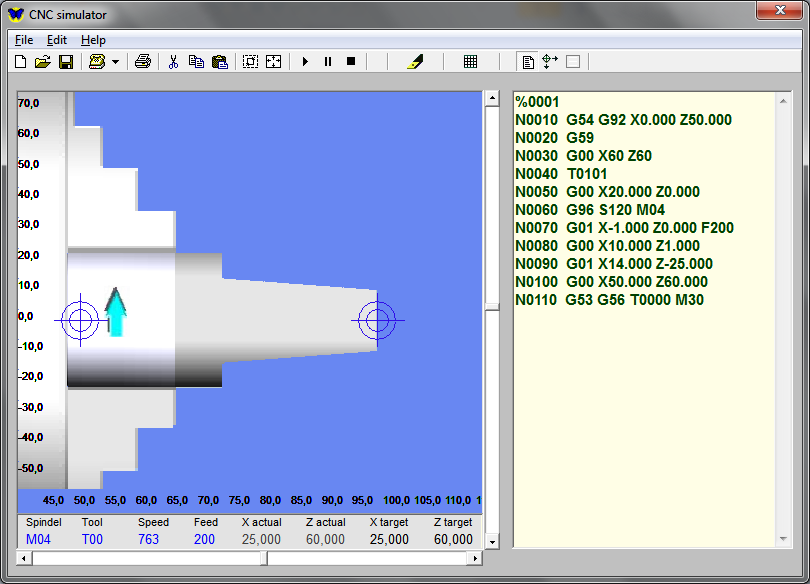 CNC simulator
File Edit Help
70,0
60,0
50,0
40,0
30,0
20,0
10,0
0,0
-10,0
-20,0
-30,0
-40,0
-50,0
45,0 50,0 55,0 60,0 65,0 70,0 75,0 80,0 85,0 90,0 95,0 100,0 105,0 110,0 1
Spindel Tool Speed Feed X actual Z actual X target Z target
M04 T00 763 200 25,000 60,000 25,000 60,000
%0001
N0010 G54 G92 X0.000 Z50.000
N0020 G59
N0030 G00 X60 Z60
N0040 T0101
N0050 G00 X20.000 Z0.000
N0060 G96 S120 M04
N0070 G01 X-1.000 Z0.000 F200
N0080 G00 X10.000 Z1.000
N0090 G01 X14.000 Z-25.000
N0100 G00 X50.000 Z60.000
N0110 G53 G56 T0000 M30